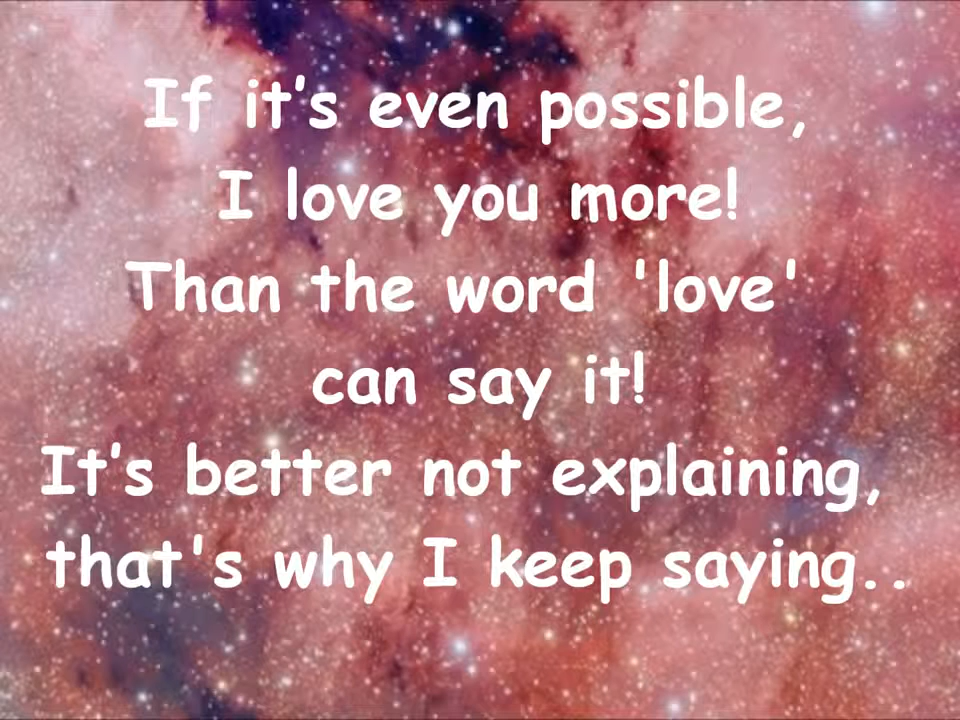 If it’s even possible,
I love you more!
Than the word 'love'
can say it!
It’s better not explaining,
that's why I keep saying..